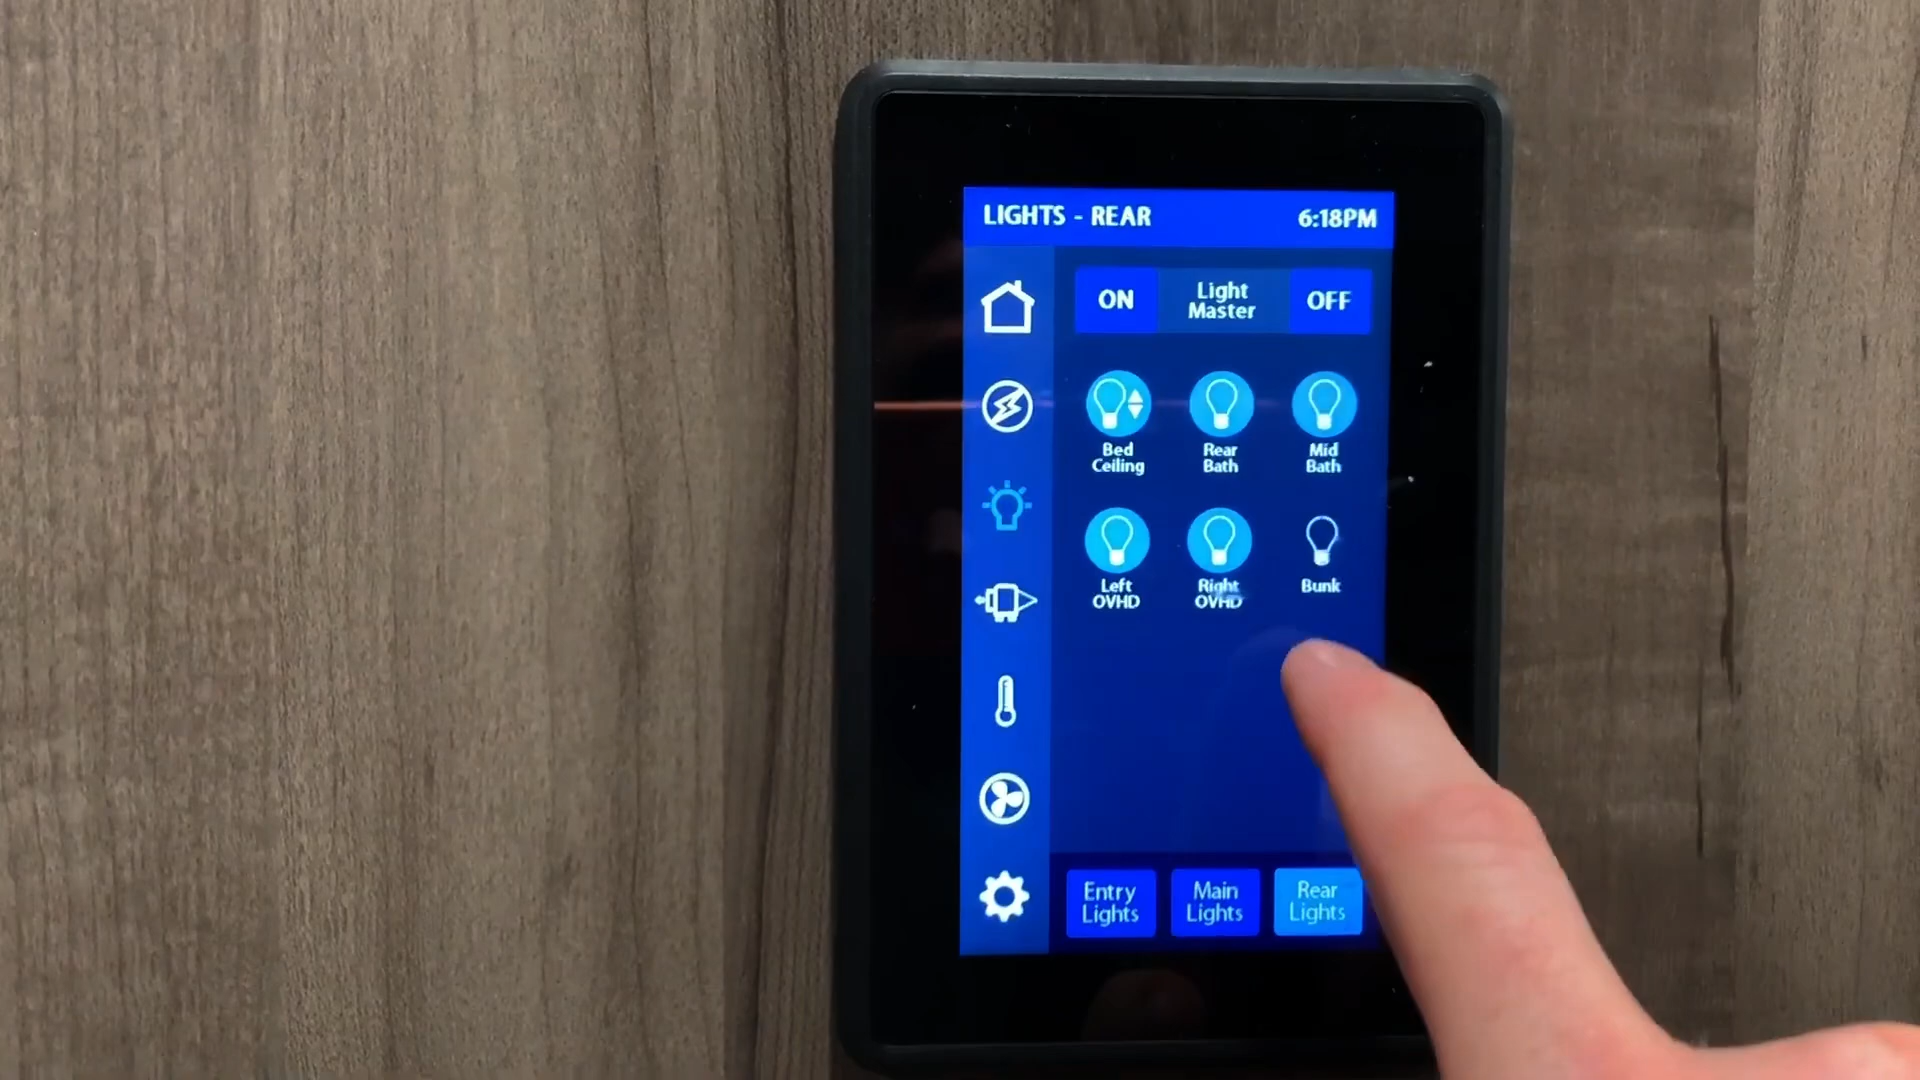 LIGHTS - REAR 6:18PM
ON Light Master OFF
Bed Ceiling
Rear Bath
Mid Bath
Left OVHD
Right OVHD
Bunk
Entry Lights
Main Lights
Rear Lights